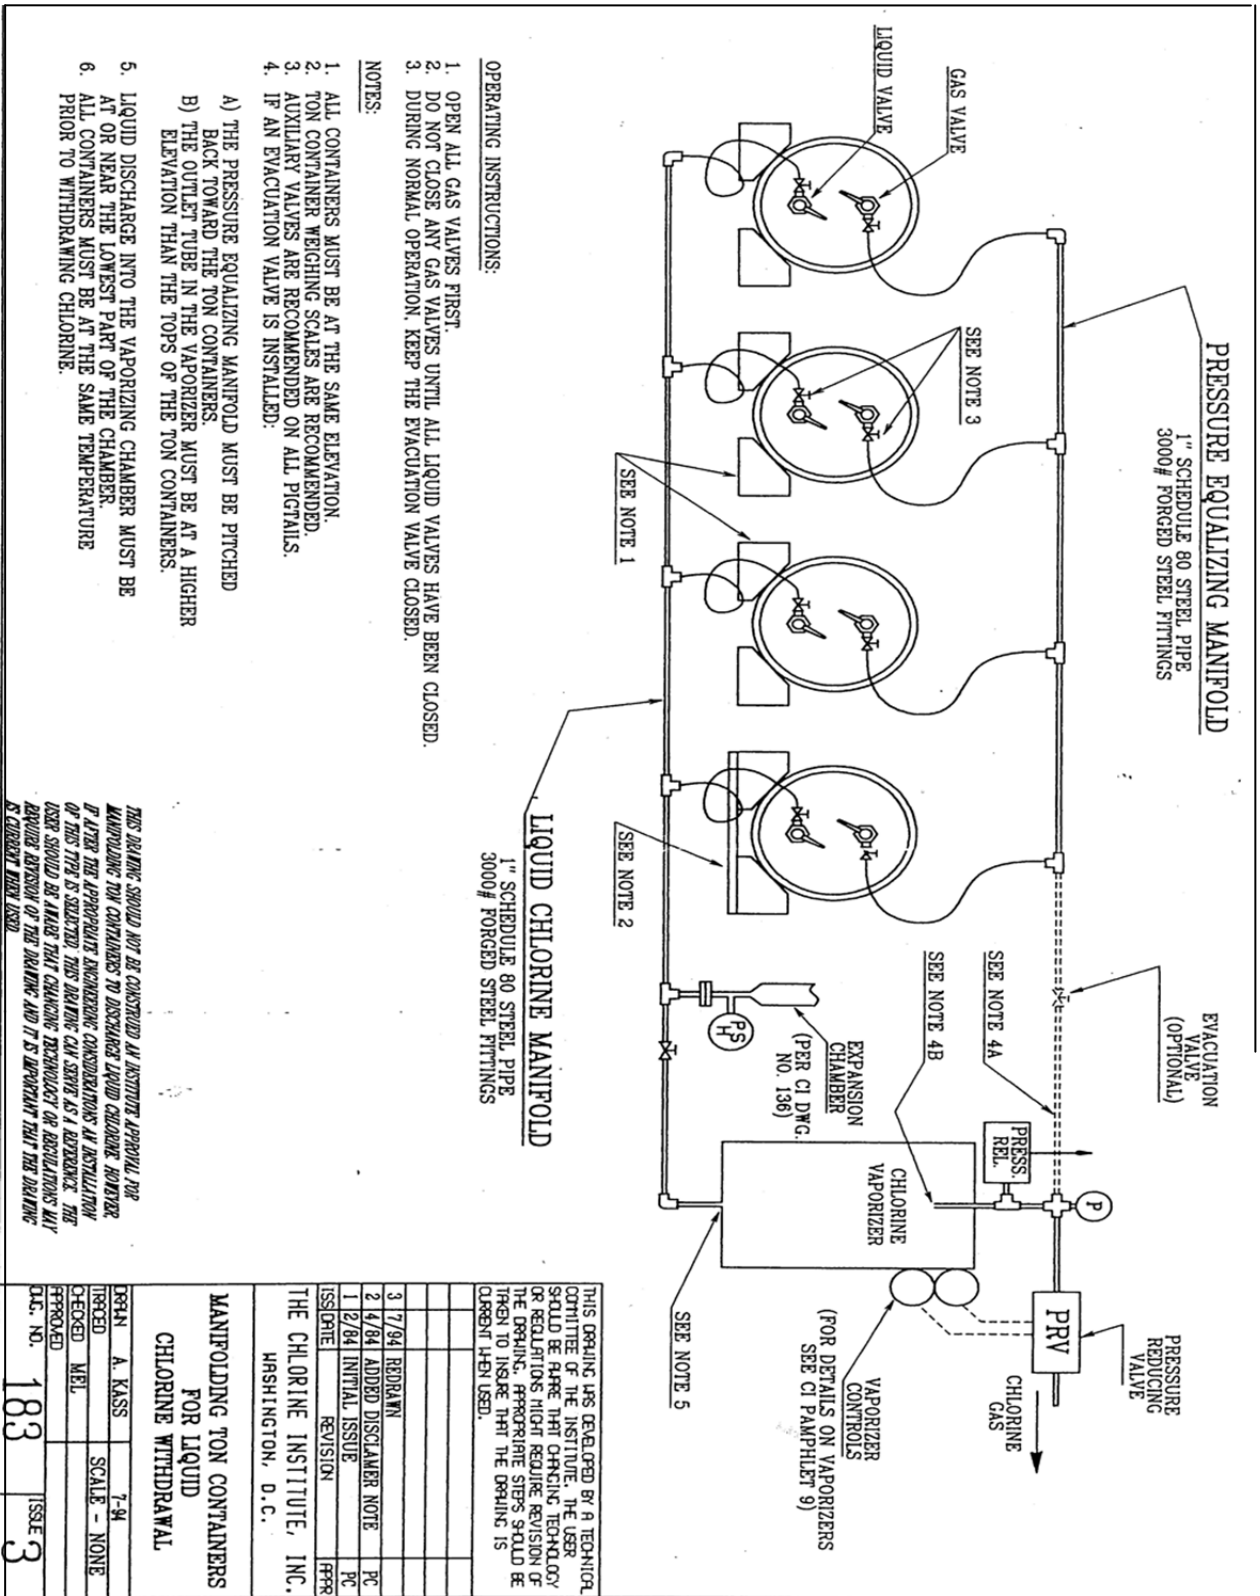 PRESSURE EQUALIZING MANIFOLD
1" SCHEDULE 80 STEEL PIPE
3000# FORGED STEEL FITTINGS
GAS VALVE
LIQUID VALVE
SEE NOTE 3
SEE NOTE 1
SEE NOTE 2
EVACUATION
VALVE
(OPTIONAL)
SEE NOTE 4A
SEE NOTE 4B
PRESS.
REL.
P
PRV
PRESSURE
REDUCING
VALVE
CHLORINE
GAS
EXPANSION
CHAMBER
(PER CI DWG.
NO. 136)
PS
H
CHLORINE
VAPORIZER
VAPORIZER
CONTROLS
(FOR DETAILS ON VAPORIZERS
SEE CI PAMPHLET 9)
SEE NOTE 5
LIQUID CHLORINE MANIFOLD
1" SCHEDULE 80 STEEL PIPE
3000# FORGED STEEL FITTINGS
OPERATING INSTRUCTIONS:
1. OPEN ALL GAS VALVES FIRST.
2. DO NOT CLOSE ANY GAS VALVES UNTIL ALL LIQUID VALVES HAVE BEEN CLOSED.
3. DURING NORMAL OPERATION, KEEP THE EVACUATION VALVE CLOSED.
NOTES:
1. ALL CONTAINERS MUST BE AT THE SAME ELEVATION.
2. TON CONTAINER WEIGHING SCALES ARE RECOMMENDED.
3. AUXILIARY VALVES ARE RECOMMENDED ON ALL PIGTAILS.
4. IF AN EVACUATION VALVE IS INSTALLED:
A) THE PRESSURE EQUALIZING MANIFOLD MUST BE PITCHED
BACK TOWARD THE TON CONTAINERS.
B) THE OUTLET TUBE IN THE VAPORIZER MUST BE AT A HIGHER
ELEVATION THAN THE TOPS OF THE TON CONTAINERS.
5. LIQUID DISCHARGE INTO THE VAPORIZING CHAMBER MUST BE
AT OR NEAR THE LOWEST PART OF THE CHAMBER.
6. ALL CONTAINERS MUST BE AT THE SAME TEMPERATURE
PRIOR TO WITHDRAWING CHLORINE.
THIS DRAWING SHOULD NOT BE CONSTRUED AN INSTITUTE APPROVAL FOR
MANIFOLDING TON CONTAINERS TO DISCHARGE LIQUID CHLORINE. HOWEVER,
IF AFTER THE APPROPRIATE ENGINEERING CONSIDERATIONS AN INSTALLATION
OF THIS TYPE IS SELECTED, THIS DRAWING CAN SERVE AS A REFERENCE. THE
USER SHOULD BE AWARE THAT CHANGING TECHNOLOGY OR REGULATIONS MAY
REQUIRE REVISION OF THE DRAWING AND IT IS IMPORTANT THAT THE DRAWING
IS CURRENT WHEN USED.
THIS DRAWING WAS DEVELOPED BY A TECHNICAL
COMMITTEE OF THE INSTITUTE. THE USER
SHOULD BE AWARE THAT CHANGING TECHNOLOGY
OR REGULATIONS MIGHT REQUIRE REVISION OF
THE DRAWING. APPROPRIATE STEPS SHOULD BE
TAKEN TO INSURE THAT THE DRAWING IS
CURRENT WHEN USED.
3 7/94 REDRAWN
2 4/84 ADDED DISCLAMER NOTE PC
1 2/84 INITIAL ISSUE PC
ISS DATE REVISION APPR
THE CHLORINE INSTITUTE, INC.
WASHINGTON, D.C.
MANIFOLDING TON CONTAINERS
FOR LIQUID
CHLORINE WITHDRAWAL
DRAWN A. KASS 7-94
TRACED SCALE - NONE
CHECKED MEL
APPROVED
DWG. NO. 183 ISSUE 3